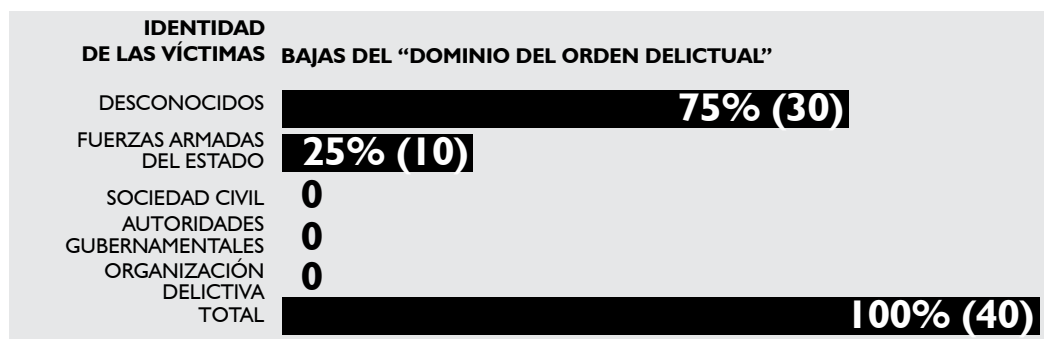 IDENTIDAD
DE LAS VÍCTIMAS BAJAS DEL “DOMINIO DEL ORDEN DELICTUAL”
DESCONOCIDOS 75% (30)
FUERZAS ARMADAS
DEL ESTADO 25% (10)
SOCIEDAD CIVIL 0
AUTORIDADES
GUBERNAMENTALES 0
ORGANIZACIÓN
DELICTIVA 0
TOTAL 100% (40)